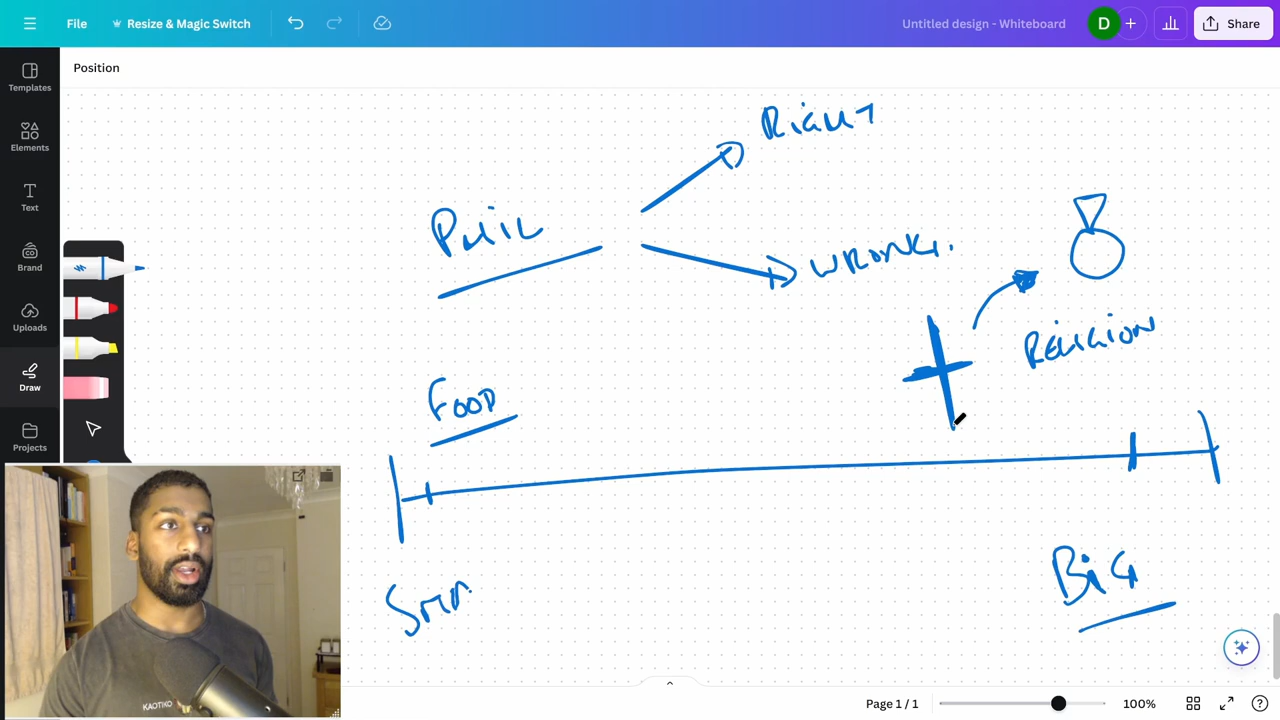 File
Resize & Magic Switch
Untitled design - Whiteboard
D
Share
Position
Templates
Elements
Text
Brand
Uploads
Draw
Projects
RIGHT
WRONG.
RELIGION
FOOD
BIG
KAOTIKO
Page 1 / 1
100%